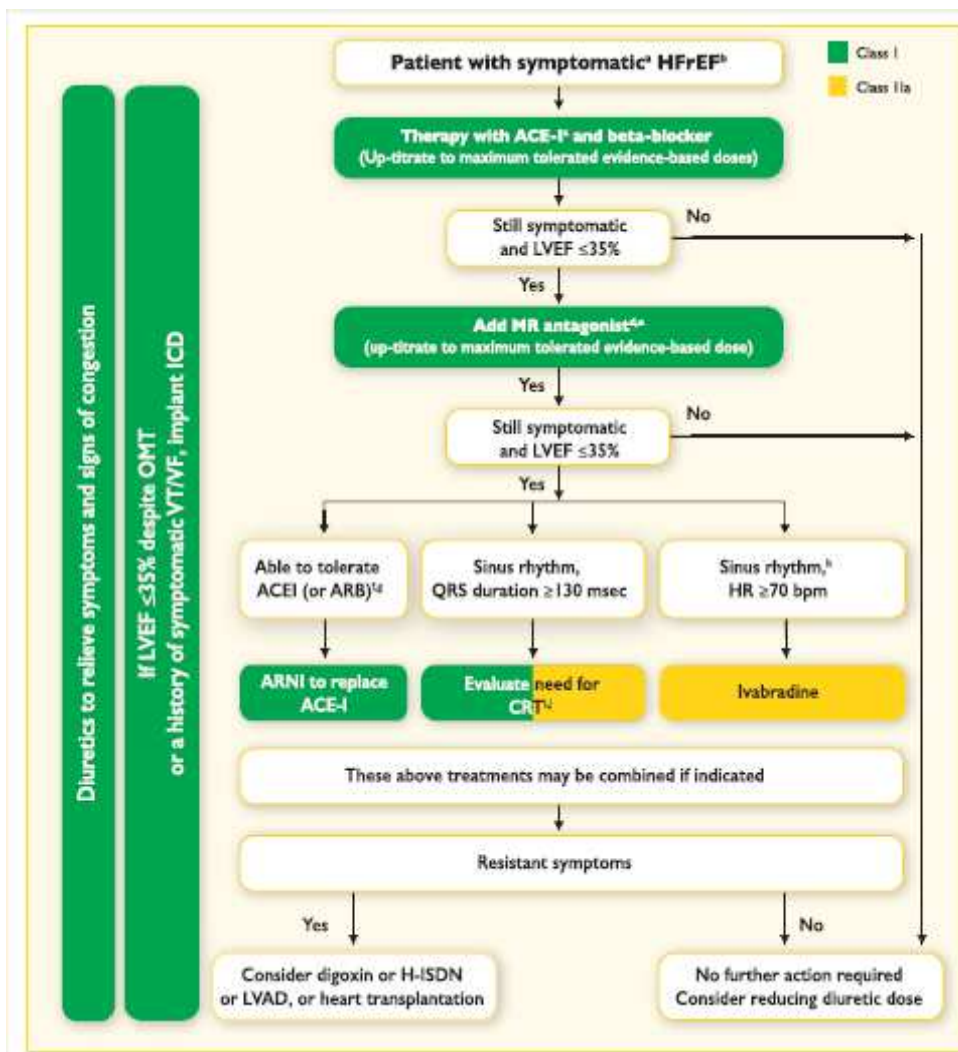 Patient with symptomaticᵃ HFrEFᵇ
Class I
Class IIa
Therapy with ACE-Iᶜ and beta-blocker
(Up-titrate to maximum tolerated evidence-based doses)
Still symptomatic
and LVEF ≤35%
No
Yes
Add MR antagonistᵈ,ᵉ
(up-titrate to maximum tolerated evidence-based dose)
Yes
Still symptomatic
and LVEF ≤35%
No
Yes
Able to tolerate
ACEI (or ARB)ᶠ,ᵍ
Sinus rhythm,
QRS duration ≥130 msec
Sinus rhythm,ʰ
HR ≥70 bpm
ARNI to replace
ACE-I
Evaluate need for
CRTⁱ,ʲ
Ivabradine
These above treatments may be combined if indicated
Resistant symptoms
Yes
No
Consider digoxin or H-ISDN
or LVAD, or heart transplantation
No further action required
Consider reducing diuretic dose
Diuretics to relieve symptoms and signs of congestion
If LVEF ≤35% despite OMT
or a history of symptomatic VT/VF, implant ICD